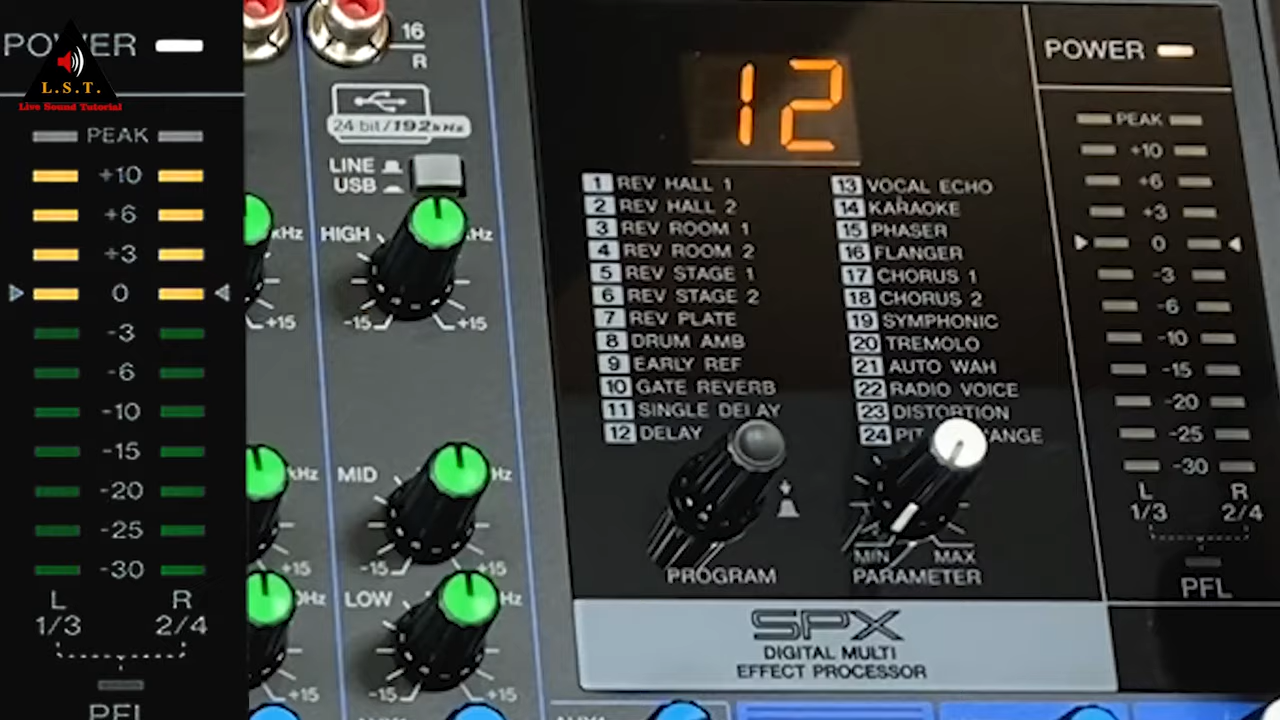 POWER
L.S.T.
Live Sound Tutorial
PEAK
+10
+6
+3
0
-3
-6
-10
-15
-20
-25
-30
L R
1/3 2/4
PFL
16
R
24 bit/192kHz
LINE
USB
HIGH kHz
-15 +15
MID Hz
-15 +15
LOW Hz
-15 +15
12
1 REV HALL 1
2 REV HALL 2
3 REV ROOM 1
4 REV ROOM 2
5 REV STAGE 1
6 REV STAGE 2
7 REV PLATE
8 DRUM AMB
9 EARLY REF
10 GATE REVERB
11 SINGLE DELAY
12 DELAY
13 VOCAL ECHO
14 KARAOKE
15 PHASER
16 FLANGER
17 CHORUS 1
18 CHORUS 2
19 SYMPHONIC
20 TREMOLO
21 AUTO WAH
22 RADIO VOICE
23 DISTORTION
24
PROGRAM
MIN MAX
PARAMETER
SPX
DIGITAL MULTI
EFFECT PROCESSOR
POWER
PEAK
+10
+6
+3
0
-3
-6
-10
-15
-20
-25
-30
L R
1/3 2/4
PFL